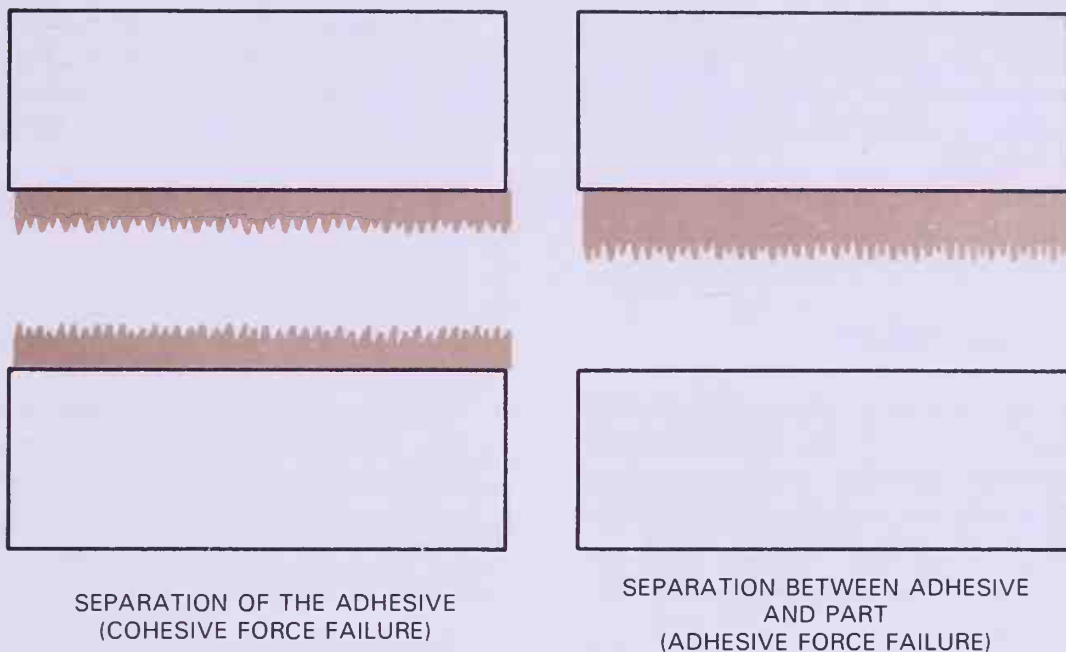 SEPARATION OF THE ADHESIVE
(COHESIVE FORCE FAILURE)
SEPARATION BETWEEN ADHESIVE
AND PART
(ADHESIVE FORCE FAILURE)